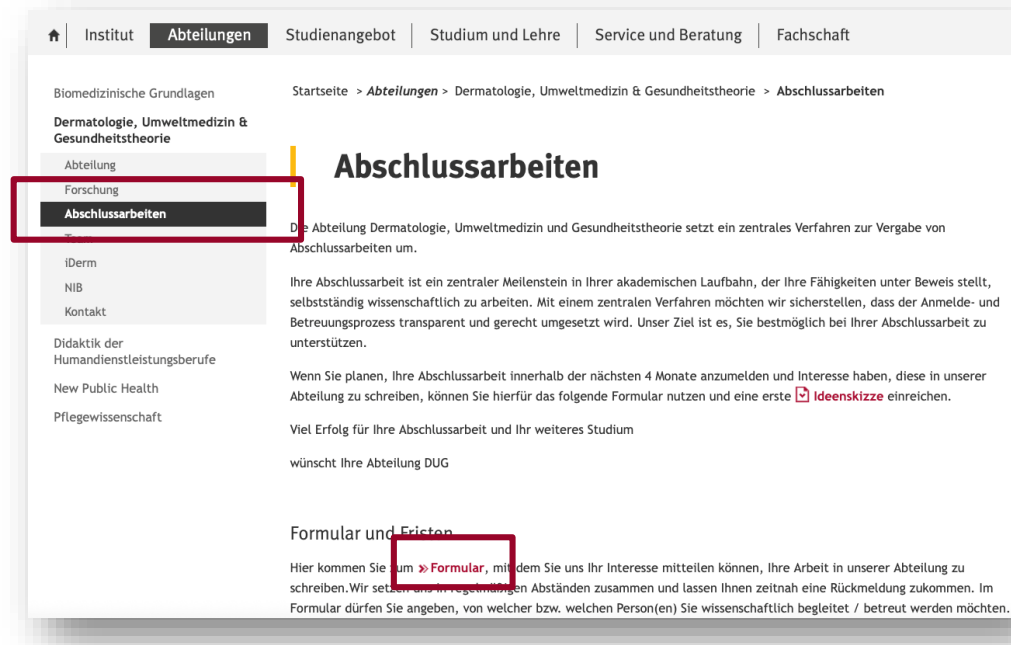 Institut
Abteilungen
Studienangebot
Studium und Lehre
Service und Beratung
Fachschaft
Biomedizinische Grundlagen
Dermatologie, Umweltmedizin &
Gesundheitstheorie
Abteilung
Forschung
Abschlussarbeiten
iDerm
NIB
Kontakt
Didaktik der
Humandienstleistungsberufe
New Public Health
Pflegewissenschaft
Startseite > Abteilungen > Dermatologie, Umweltmedizin & Gesundheitstheorie > Abschlussarbeiten
Abschlussarbeiten
Die Abteilung Dermatologie, Umweltmedizin und Gesundheitstheorie setzt ein zentrales Verfahren zur Vergabe von
Abschlussarbeiten um.
Ihre Abschlussarbeit ist ein zentraler Meilenstein in Ihrer akademischen Laufbahn, der Ihre Fähigkeiten unter Beweis stellt,
selbstständig wissenschaftlich zu arbeiten. Mit einem zentralen Verfahren möchten wir sicherstellen, dass der Anmelde- und
Betreuungsprozess transparent und gerecht umgesetzt wird. Unser Ziel ist es, Sie bestmöglich bei Ihrer Abschlussarbeit zu
unterstützen.
Wenn Sie planen, Ihre Abschlussarbeit innerhalb der nächsten 4 Monate anzumelden und Interesse haben, diese in unserer
Abteilung zu schreiben, können Sie hierfür das folgende Formular nutzen und eine erste Ideenskizze einreichen.
Viel Erfolg für Ihre Abschlussarbeit und Ihr weiteres Studium
wünscht Ihre Abteilung DUG
Formular und Fristen
Hier kommen Sie zum » Formular, mit dem Sie uns Ihr Interesse mitteilen können, Ihre Arbeit in unserer Abteilung zu
schreiben.Wir setzen uns in regelmäßigen Abständen zusammen und lassen Ihnen zeitnah eine Rückmeldung zukommen. Im
Formular dürfen Sie angeben, von welcher bzw. welchen Person(en) Sie wissenschaftlich begleitet / betreut werden möchten.